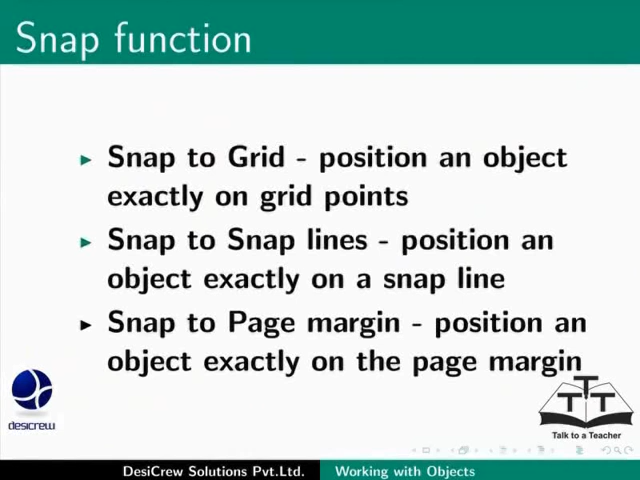 Snap function
Snap to Grid - position an object
exactly on grid points
Snap to Snap lines - position an
object exactly on a snap line
Snap to Page margin - position an
object exactly on the page margin
desicrew
TTT
Talk to a Teacher
DesiCrew Solutions Pvt.Ltd. Working with Objects